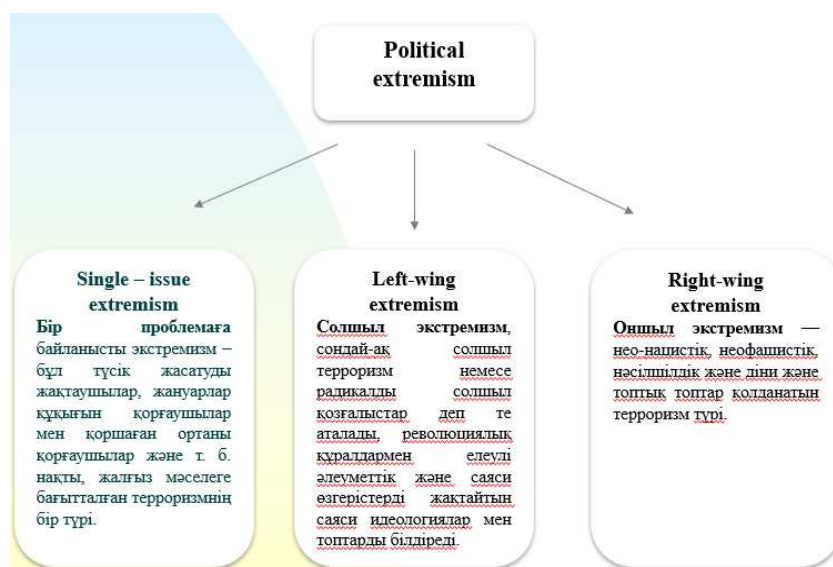 Political
extremism
Single – issue
extremism
Бір проблемаға
байланысты экстремизм –
бұл түсік жасатуды
жақтаушылар, жануарлар
құқығын қорғаушылар
мен қоршаған ортаны
қорғаушылар және т. б.
нақты, жалғыз мәселеге
бағытталған терроризмнің
бір түрі.
Left-wing
extremism
Солшыл экстремизм,
сондай-ақ солшыл
терроризм немесе
радикалды солшыл
қозғалыстар деп те
аталады, революциялық
құралдармен елеулі
әлеуметтік және саяси
өзгерістерді жақтайтын
саяси идеологиялар мен
топтарды білдіреді.
Right-wing
extremism
Оншыл экстремизм —
нео-нацистік, неофашистік,
нәсілшілдік және діни және
топтық топтар қолданатын
терроризм түрі.